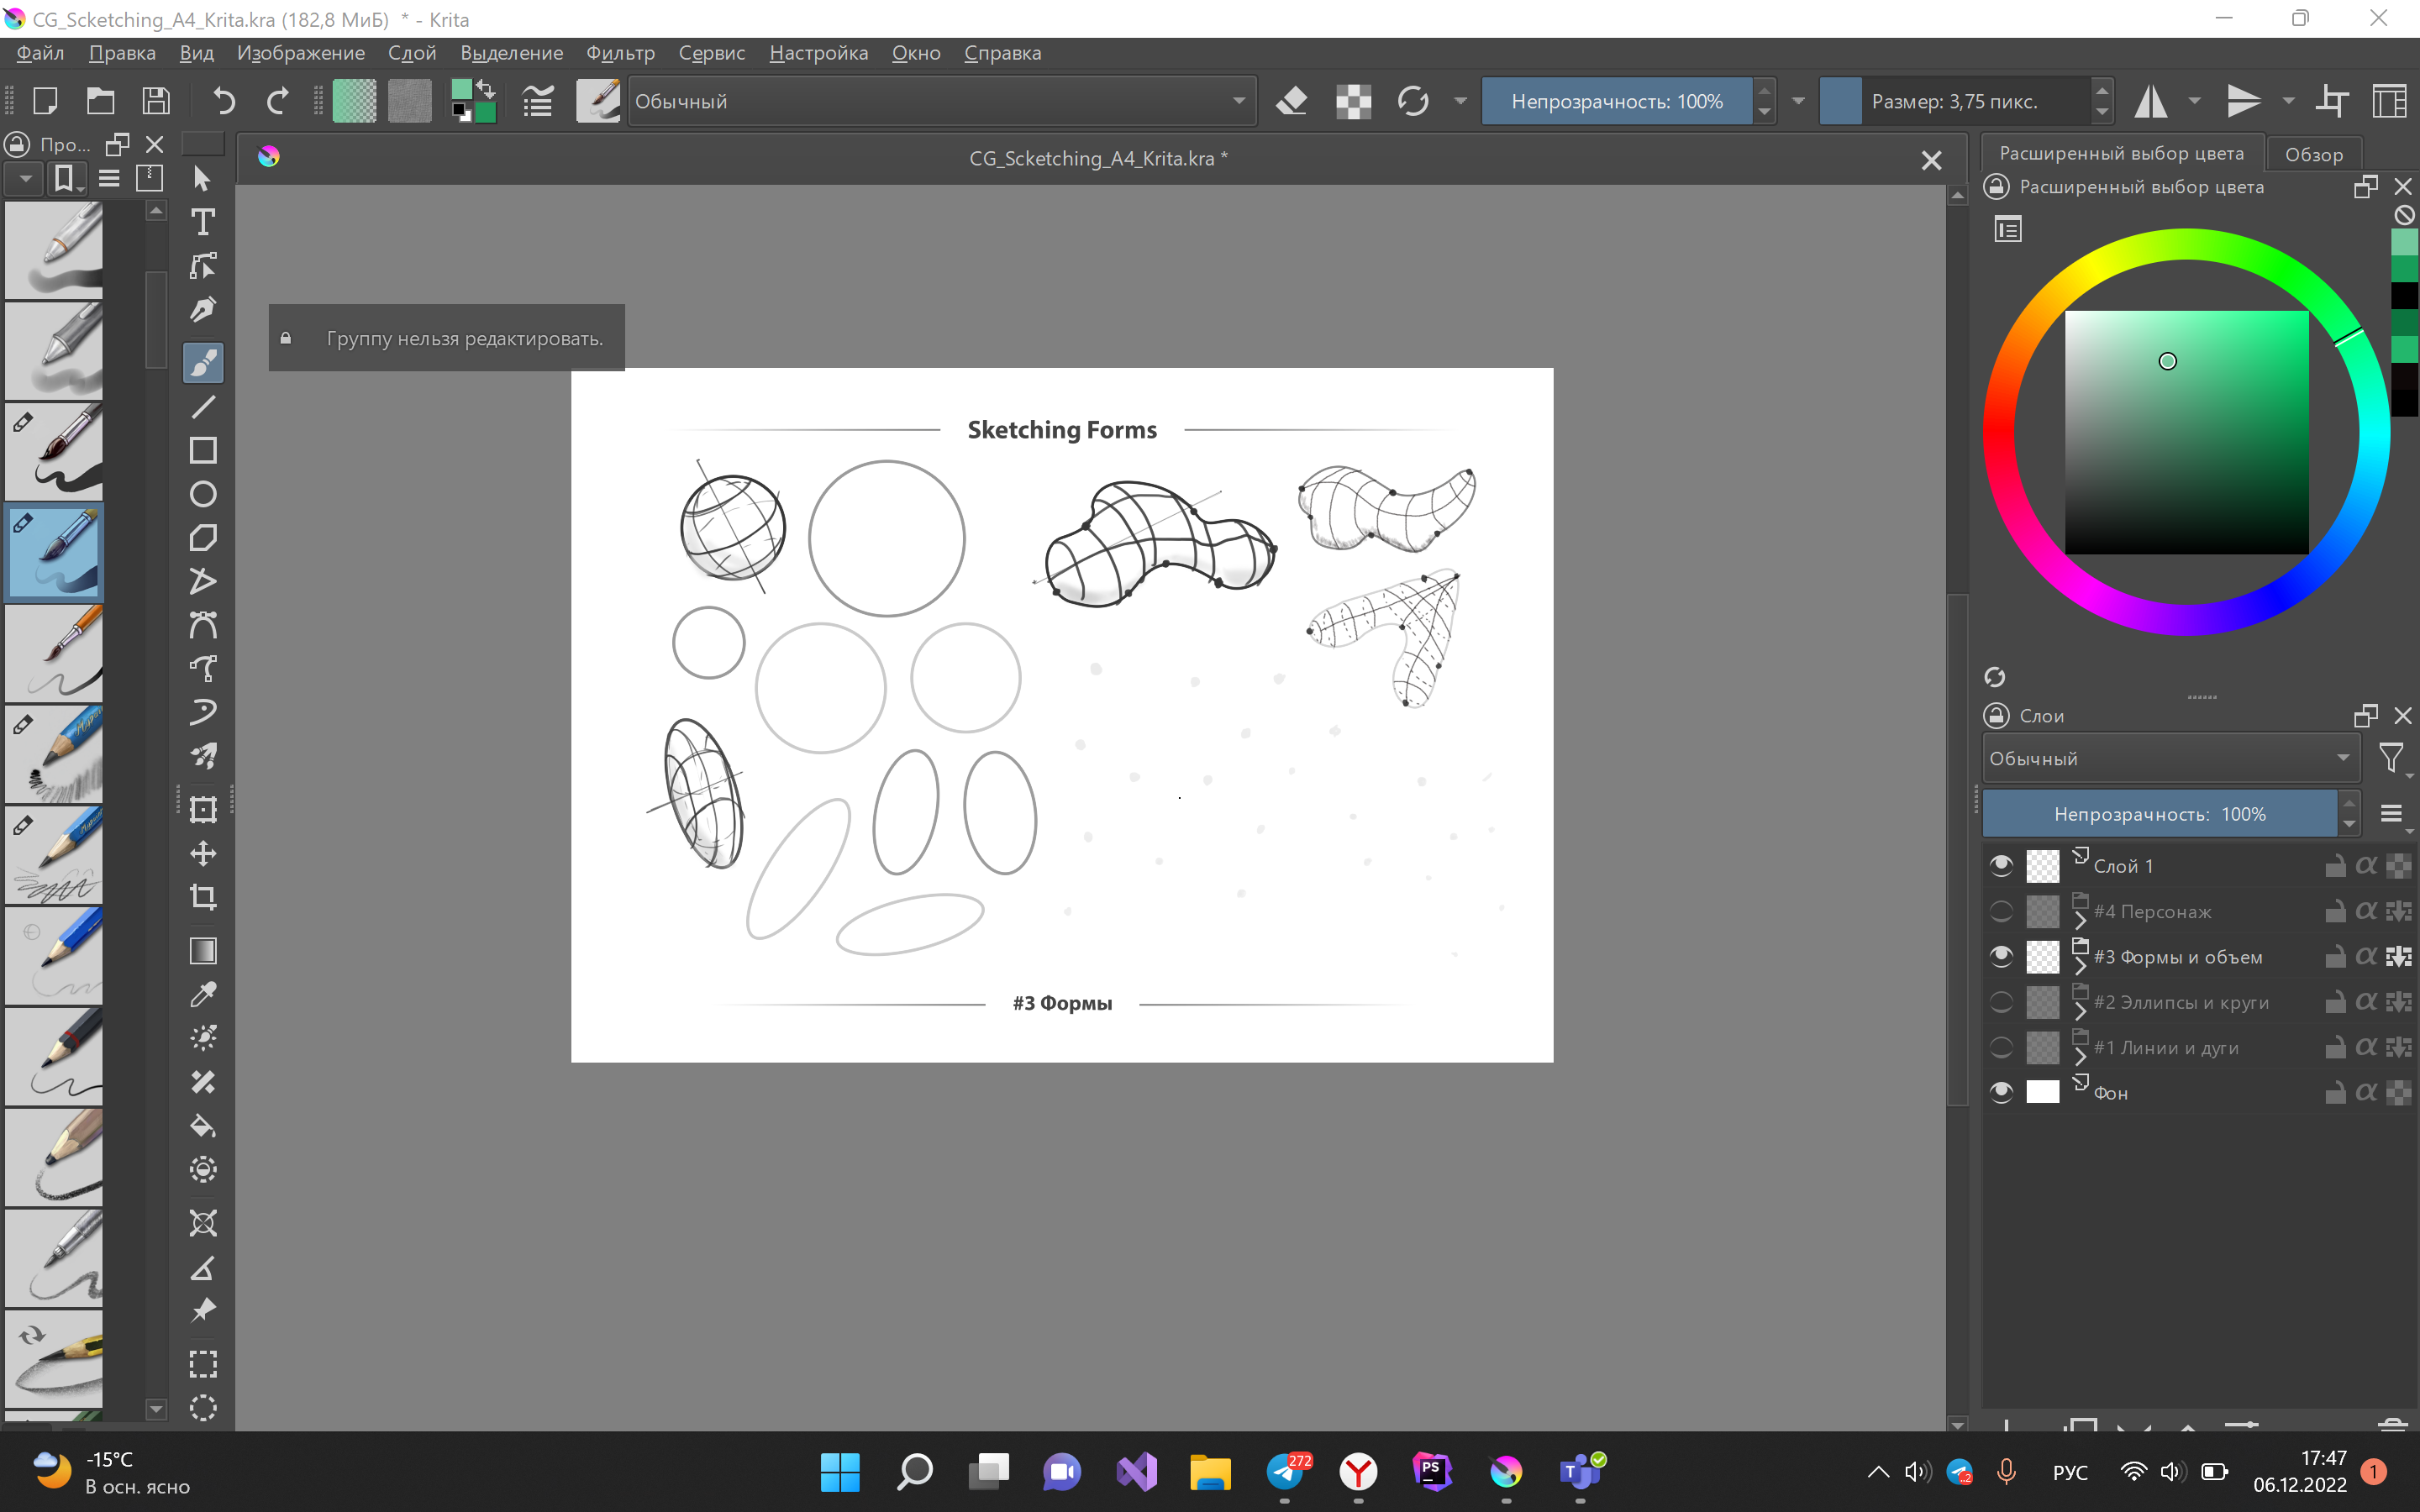 CG_Scketching_A4_Krita.kra (182,8 МиБ) * - Krita
Файл Правка Вид Изображение Слой Выделение Фильтр Сервис Настройка Окно Справка
Обычный
Непрозрачность: 100%
Размер: 3,75 пикс.
Про...
CG_Scketching_A4_Krita.kra *
Расширенный выбор цвета
Обзор
Расширенный выбор цвета
Группу нельзя редактировать.
Sketching Forms
#3 Формы
Слои
Обычный
Непрозрачность: 100%
Слой 1
#4 Персонаж
#3 Формы и объем
#2 Эллипсы и круги
#1 Линии и дуги
Фон
-15°C
В осн. ясно
272
PS
T
2
РУС
17:47
06.12.2022
1